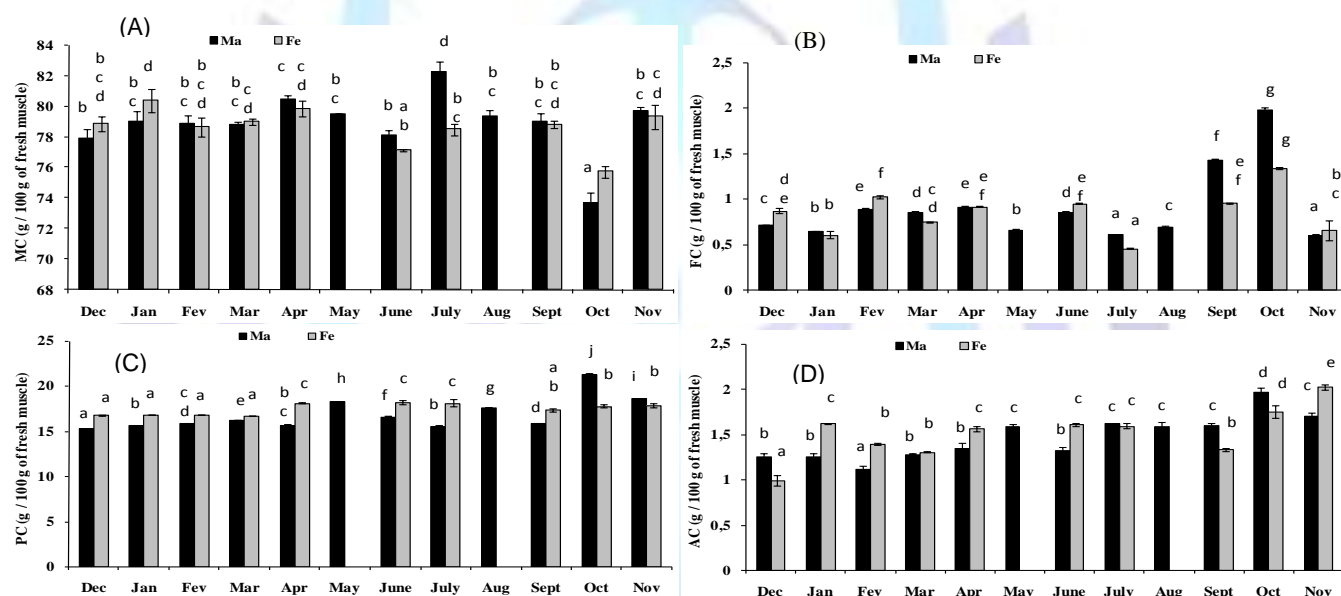 (A)
Ma Fe
MC (g / 100 g of fresh muscle)
84
82
80
78
76
74
72
70
68
b b c d b c d b c b c d b c c d c c d b c b a b d b c b c b c b c d a b c c d
Dec Jan Fev Mar Apr May June July Aug Sept Oct Nov
(B)
Ma Fe
FC (g / 100 g of fresh muscle)
2,5
2
1,5
1
0,5
0
c d e b b e f d c d e e f b d e f a a c f e f g g a b c
Dec Jan Fev Mar Apr May June July Aug Sept Oct Nov
(C)
Ma Fe
PC (g / 100 g of fresh muscle)
25
20
15
10
5
0
a a b a c d a e a b c c h f c b c g d a b j b i b
Dec Jan Fev Mar Apr May June July Aug Sept Oct Nov
(D)
Ma Fe
AC (g / 100 g of fresh muscle)
2,5
2
1,5
1
0,5
0
b a b c a b b b b c c b c c c c c b d d c e
Dec Jan Fev Mar Apr May June July Aug Sept Oct Nov